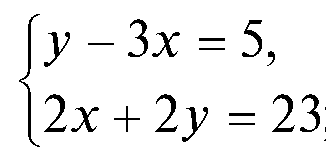 y − 3x = 5,
2x + 2y = 23;